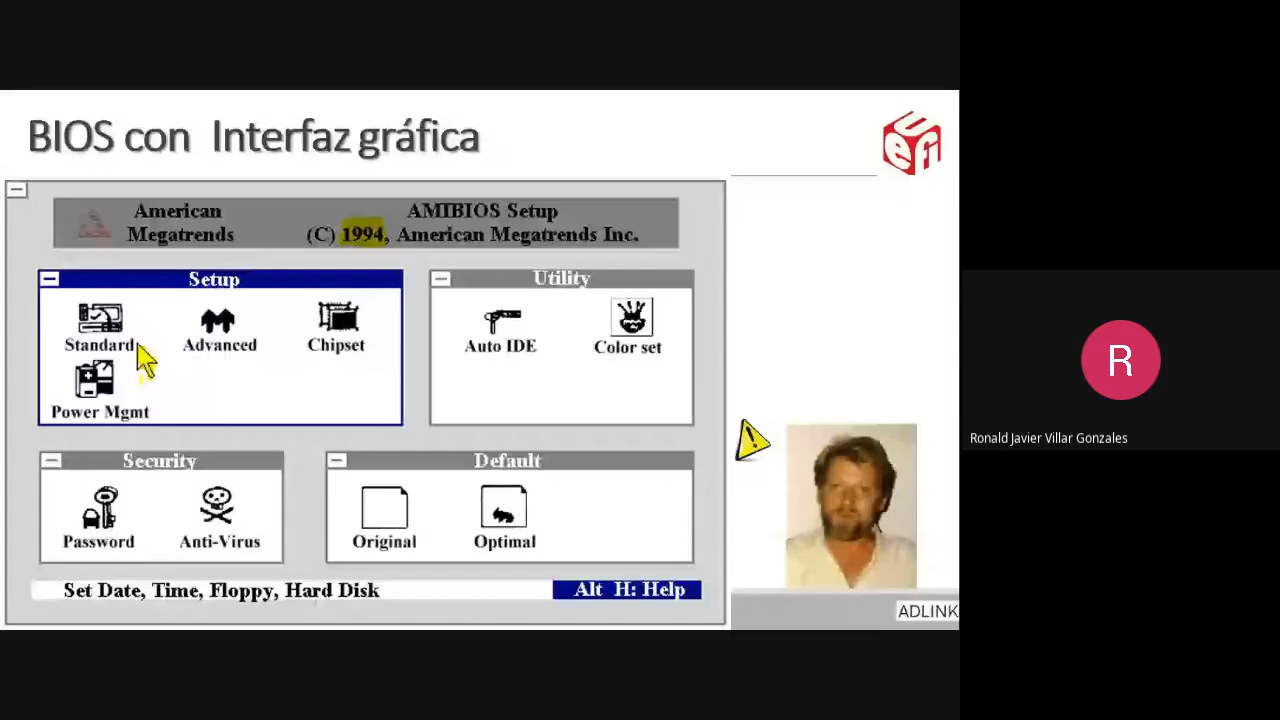 BIOS con Interfaz gráfica
uefi
American
Megatrends
AMIBIOS Setup
(C) 1994, American Megatrends Inc.
Setup
Standard
Advanced
Chipset
Power Mgmt
Utility
Auto IDE
Color set
Security
Password
Anti-Virus
Default
Original
Optimal
Set Date, Time, Floppy, Hard Disk
Alt H: Help
ADLINK
R
Ronald Javier Villar Gonzales